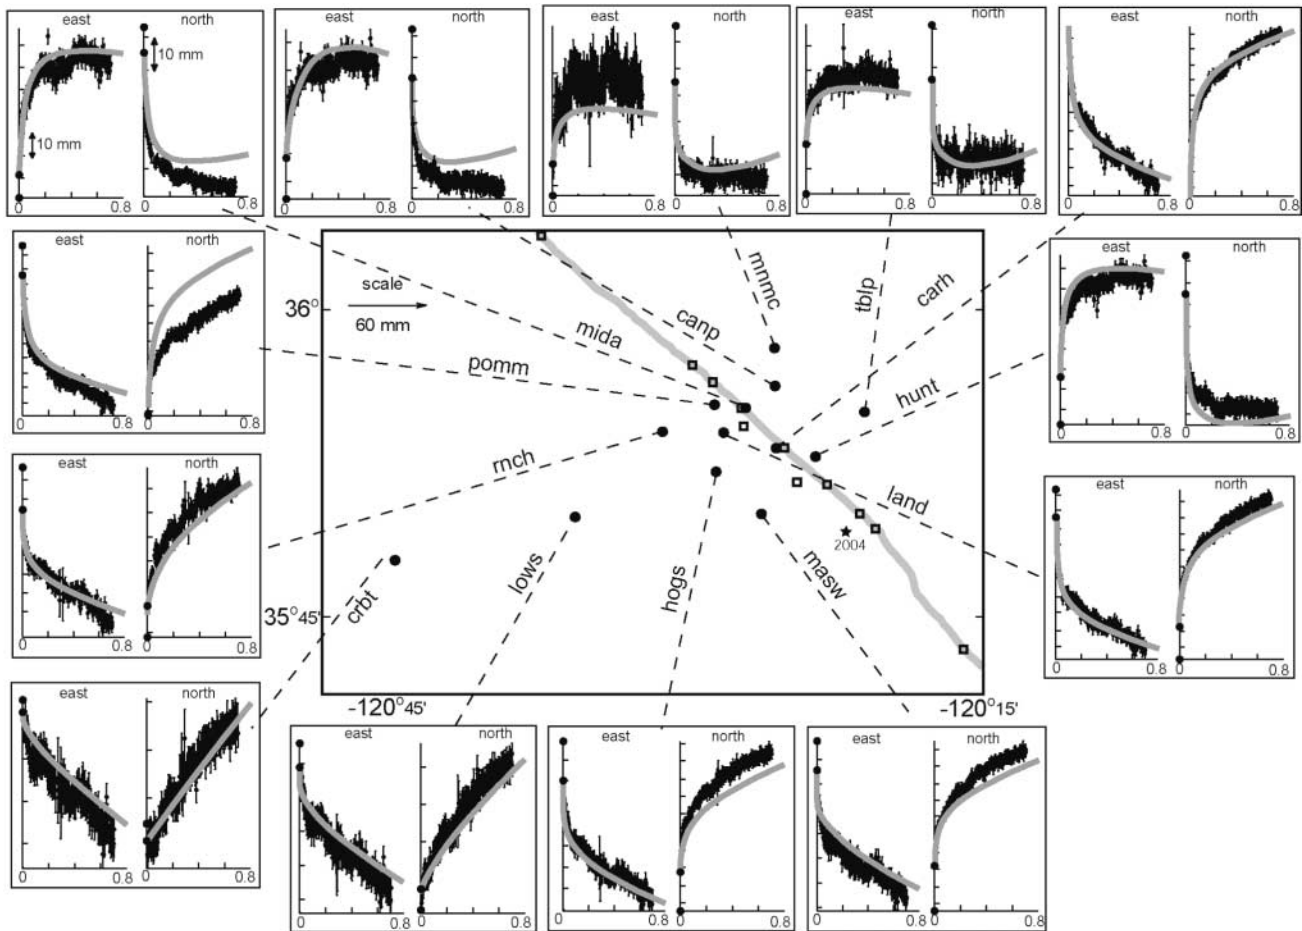 east north
10 mm
10 mm
0 0.8 0 0.8
east north
0 0.8 0 0.8
east north
0 0.8 0 0.8
east north
0 0.8 0 0.8
east north
0 0.8 0 0.8
east north
0 0.8 0 0.8
east north
0 0.8 0 0.8
east north
0 0.8 0 0.8
east north
0 0.8 0 0.8
east north
0 0.8 0 0.8
east north
0 0.8 0 0.8
east north
0 0.8 0 0.8
east north
0 0.8 0 0.8
36°
scale
60 mm
mida
canp
mnmc
tblp
carh
pomm
hunt
rnch
land
lows
hogs
masw
crbt
2004
35°45'
-120°45' -120°15'